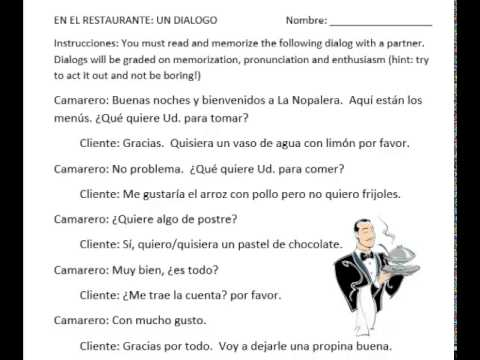 EN EL RESTAURANTE: UN DIALOGO Nombre: ____________________
Instrucciones: You must read and memorize the following dialog with a partner.
Dialogs will be graded on memorization, pronunciation and enthusiasm (hint: try
to act it out and not be boring!)
Camarero: Buenas noches y bienvenidos a La Nopalera. Aquí están los
menús. ¿Qué quiere Ud. para tomar?
Cliente: Gracias. Quisiera un vaso de agua con limón por favor.
Camarero: No problema. ¿Qué quiere Ud. para comer?
Cliente: Me gustaría el arroz con pollo pero no quiero frijoles.
Camarero: ¿Quiere algo de postre?
Cliente: Sí, quiero/quisiera un pastel de chocolate.
Camarero: Muy bien, ¿es todo?
Cliente: ¿Me trae la cuenta? por favor.
Camarero: Con mucho gusto.
Cliente: Gracias por todo. Voy a dejarle una propina buena.